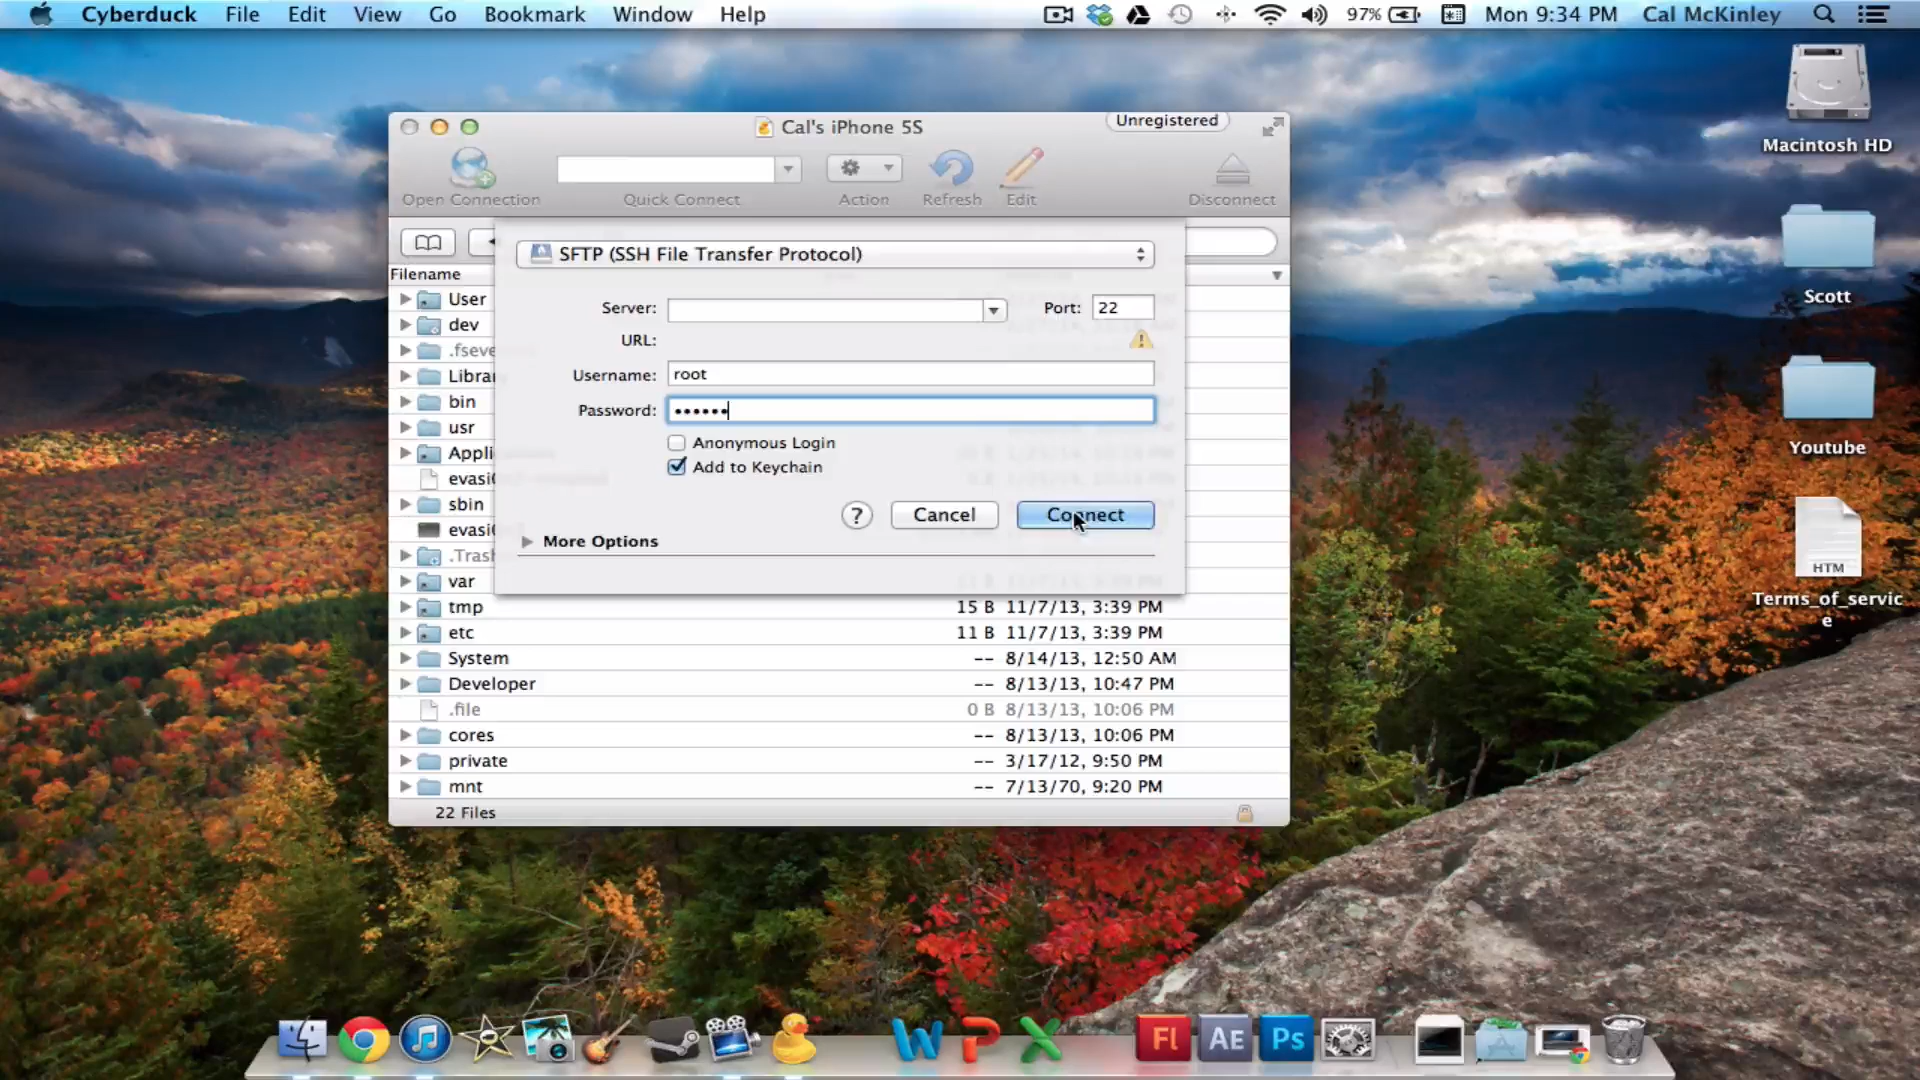 Cyberduck File Edit View Go Bookmark Window Help 97% Mon 9:34 PM Cal McKinley
Macintosh HD
Scott
Youtube
HTM
Terms_of_servic
e
Cal's iPhone 5S
Unregistered
Open Connection Quick Connect Action Refresh Edit Disconnect
SFTP (SSH File Transfer Protocol)
Server: Port: 22
URL:
Username: root
Password: ••••••
Anonymous Login
Add to Keychain
? Cancel Connect
More Options
Filename
User
dev
.fseve
Librar
bin
usr
Appli
evasi
sbin
evasi
.Trash
var
tmp 15 B 11/7/13, 3:39 PM
etc 11 B 11/7/13, 3:39 PM
System -- 8/14/13, 12:50 AM
Developer -- 8/13/13, 10:47 PM
.file 0 B 8/13/13, 10:06 PM
cores -- 8/13/13, 10:06 PM
private -- 3/17/12, 9:50 PM
mnt -- 7/13/70, 9:20 PM
22 Files
W P X Fl AE Ps